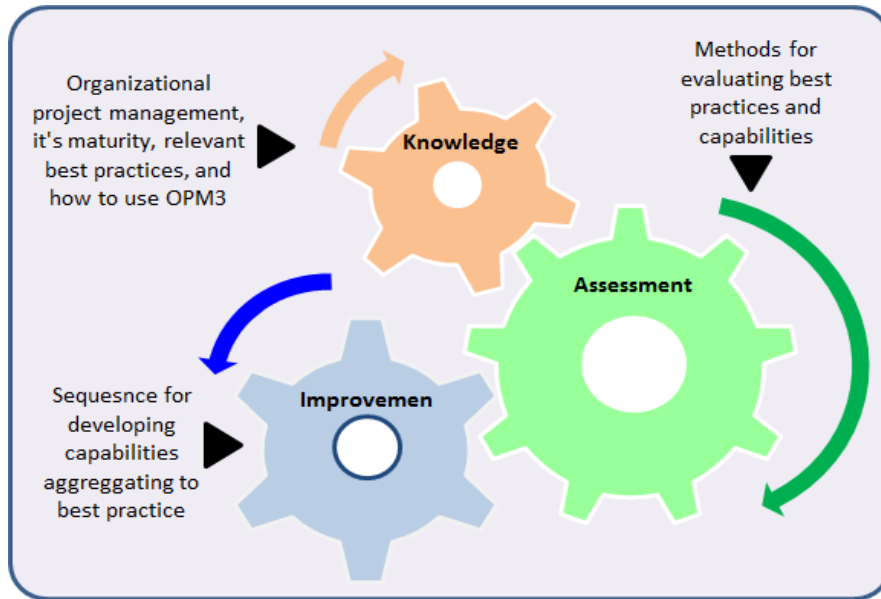 Organizational
project management,
it's maturity, relevant
best practices, and
how to use OPM3
Knowledge
Methods for
evaluating best
practices and
capabilities
Assessment
Sequesnce for
developing
capabilities
aggreggating to
best practice
Improvemen